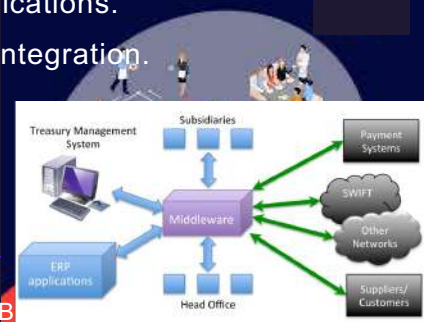 ications.
ntegration.
Subsidiaries
Treasury Management
System
Payment
Systems
SWIFT
Middleware
Other
Networks
ERP
applications
Suppliers/
Customers
Head Office
B